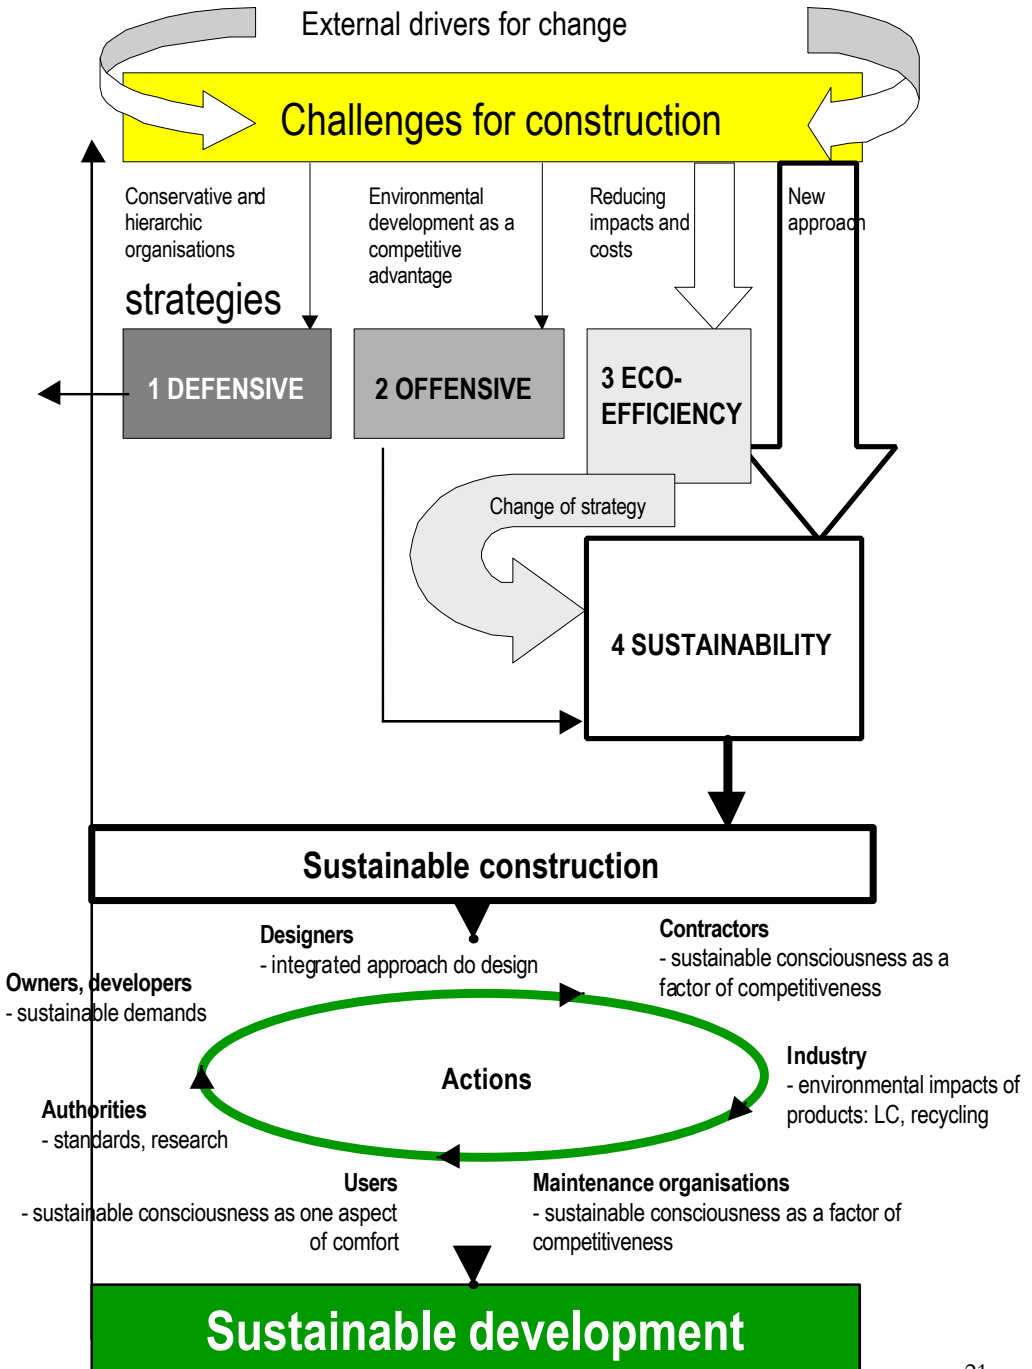 External drivers for change
Challenges for construction
Conservative and
hierarchic
organisations
Environmental
development as a
competitive
advantage
Reducing
impacts and
costs
New
approach
strategies
1 DEFENSIVE
2 OFFENSIVE
3 ECO-
EFFICIENCY
Change of strategy
4 SUSTAINABILITY
Sustainable construction
Designers
- integrated approach do design
Contractors
- sustainable consciousness as a
factor of competitiveness
Owners, developers
- sustainable demands
Actions
Industry
- environmental impacts of
products: LC, recycling
Authorities
- standards, research
Users
- sustainable consciousness as one aspect
of comfort
Maintenance organisations
- sustainable consciousness as a factor of
competitiveness
Sustainable development